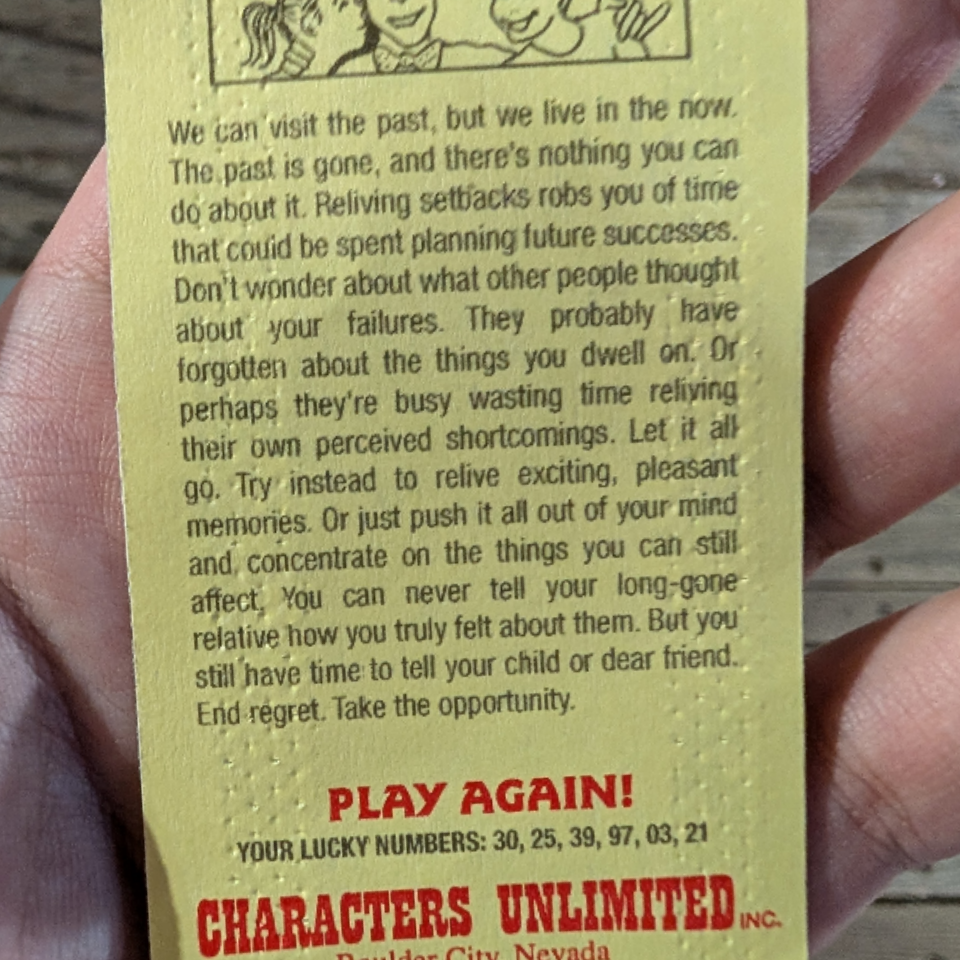 We can visit the past, but we live in the now.
The past is gone, and there's nothing you can
do about it. Reliving setbacks robs you of time
that could be spent planning future successes.
Don't wonder about what other people thought
about your failures. They probably have
forgotten about the things you dwell on. Or
perhaps they're busy wasting time reliving
their own perceived shortcomings. Let it all
go. Try instead to relive exciting, pleasant
memories. Or just push it all out of your mind
and concentrate on the things you can still
affect. You can never tell your long-gone
relative how you truly felt about them. But you
still have time to tell your child or dear friend.
End regret. Take the opportunity.
PLAY AGAIN!
YOUR LUCKY NUMBERS: 30, 25, 39, 97, 03, 21
CHARACTERS UNLIMITED INC.
Boulder City, Nevada